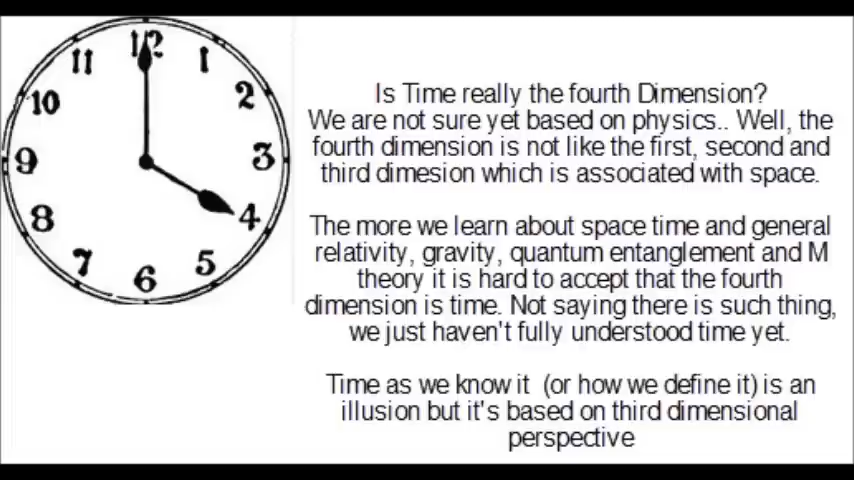 12
11
1
10
2
9
3
8
4
7
5
6
Is Time really the fourth Dimension?
We are not sure yet based on physics.. Well, the
fourth dimension is not like the first, second and
third dimesion which is associated with space.
The more we learn about space time and general
relativity, gravity, quantum entanglement and M
theory it is hard to accept that the fourth
dimension is time. Not saying there is such thing,
we just haven't fully understood time yet.
Time as we know it (or how we define it) is an
illusion but it's based on third dimensional
perspective